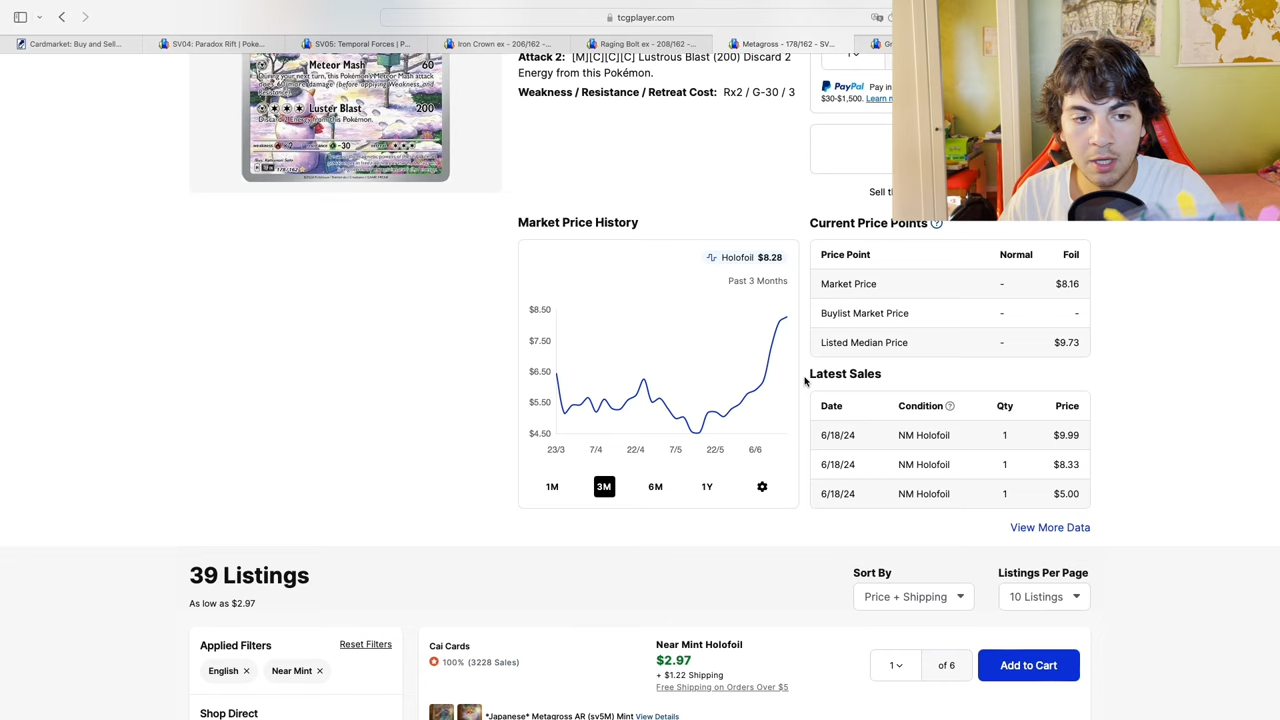 tcgplayer.com
Cardmarket: Buy and Sell...
SV04: Paradox Rift | Poke...
SV05: Temporal Forces | P...
Iron Crown ex - 206/162 -...
Raging Bolt ex - 208/162 -...
Metagross - 178/162 - SV...
Meteor Mash 60
Luster Blast 200
Attack 2: [M][C][C][C] Lustrous Blast (200) Discard 2
Energy from this Pokémon.
Weakness / Resistance / Retreat Cost: Rx2 / G-30 / 3
PayPal Pay in
$30-$1,500. Learn
Market Price History
Holofoil $8.28
Past 3 Months
$8.50
$7.50
$6.50
$5.50
$4.50
23/3 7/4 22/4 7/5 22/5 6/6
1M 3M 6M 1Y
Current Price Points ?
Price Point Normal Foil
Market Price - $8.16
Buylist Market Price - -
Listed Median Price - $9.73
Latest Sales
Date Condition ? Qty Price
6/18/24 NM Holofoil 1 $9.99
6/18/24 NM Holofoil 1 $8.33
6/18/24 NM Holofoil 1 $5.00
View More Data
39 Listings
As low as $2.97
Sort By
Price + Shipping
Listings Per Page
10 Listings
Applied Filters Reset Filters
English × Near Mint ×
Shop Direct
Cai Cards
100% (3228 Sales)
Near Mint Holofoil
$2.97
+ $1.22 Shipping
Free Shipping on Orders Over $5
1 of 6 Add to Cart
*Japanese* Metagross AR (sv5M) Mint View Details